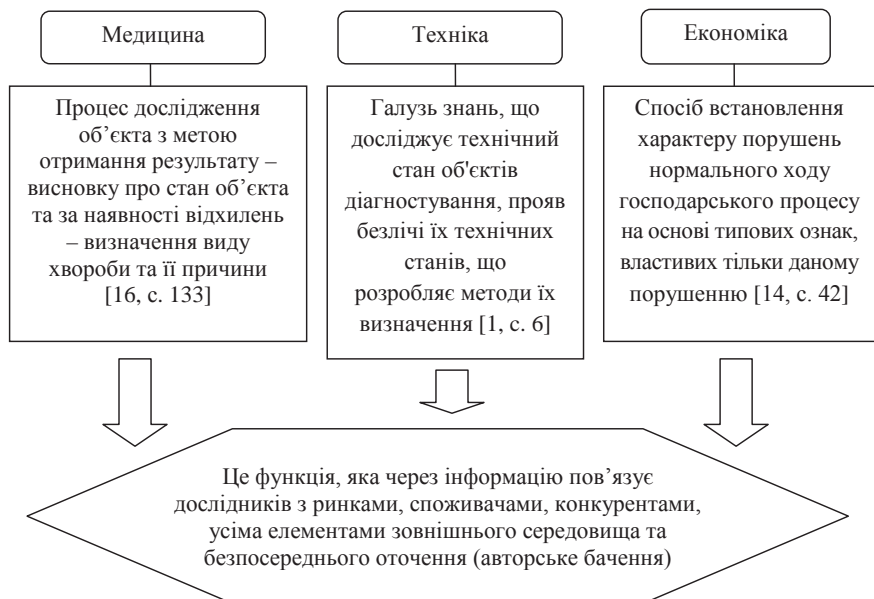 Медицина
Процес дослідження
об’єкта з метою
отримання результату –
висновку про стан об’єкта
та за наявності відхилень
– визначення виду
хвороби та її причини
[16, с. 133]
Техніка
Галузь знань, що
досліджує технічний
стан об'єктів
діагностування, прояв
безлічі їх технічних
станів, що
розробляє методи їх
визначення [1, с. 6]
Економіка
Спосіб встановлення
характеру порушень
нормального ходу
господарського процесу
на основі типових ознак,
властивих тільки даному
порушенню [14, с. 42]
Це функція, яка через інформацію пов’язує
дослідників з ринками, споживачами, конкурентами,
усіма елементами зовнішнього середовища та
безпосереднього оточення (авторське бачення)